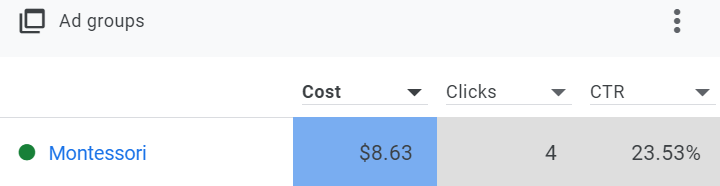 Ad groups
Cost Clicks CTR
Montessori $8.63 4 23.53%